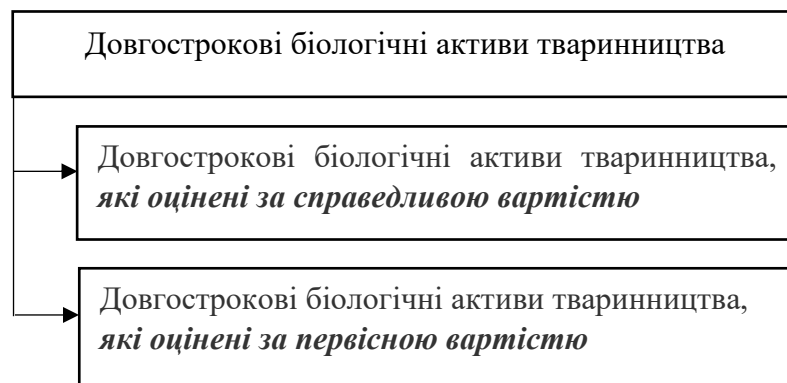 Довгострокові біологічні активи тваринництва
Довгострокові біологічні активи тваринництва,
які оцінені за справедливою вартістю
Довгострокові біологічні активи тваринництва,
які оцінені за первісною вартістю